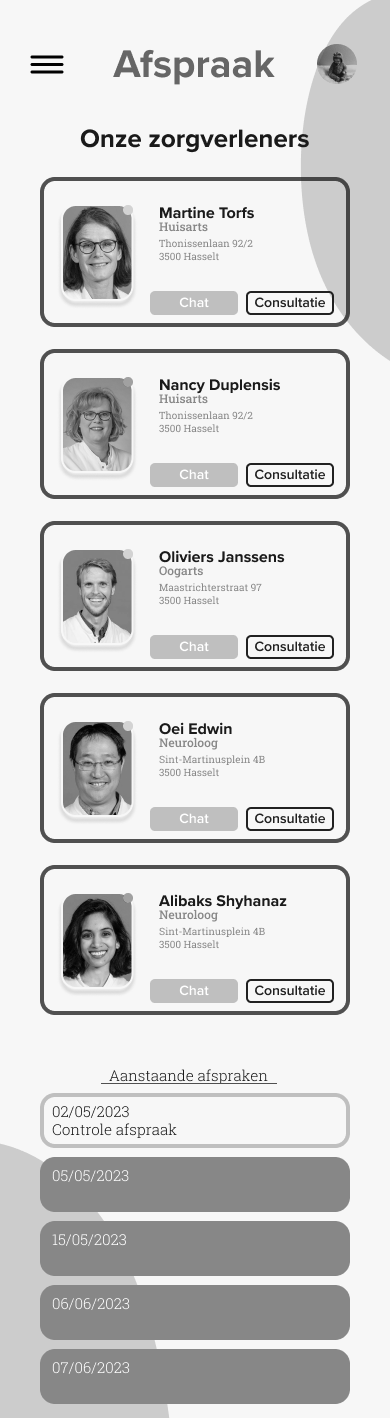 Afspraak
Onze zorgverleners
Martine Torfs
Huisarts
Thonissenlaan 92/2
3500 Hasselt
Chat
Consultatie
Nancy Duplensis
Huisarts
Thonissenlaan 92/2
3500 Hasselt
Chat
Consultatie
Oliviers Janssens
Oogarts
Maastrichterstraat 97
3500 Hasselt
Chat
Consultatie
Oei Edwin
Neuroloog
Sint-Martinusplein 4B
3500 Hasselt
Chat
Consultatie
Alibaks Shyhanaz
Neuroloog
Sint-Martinusplein 4B
3500 Hasselt
Chat
Consultatie
Aanstaande afspraken
02/05/2023
Controle afspraak
05/05/2023
15/05/2023
06/06/2023
07/06/2023